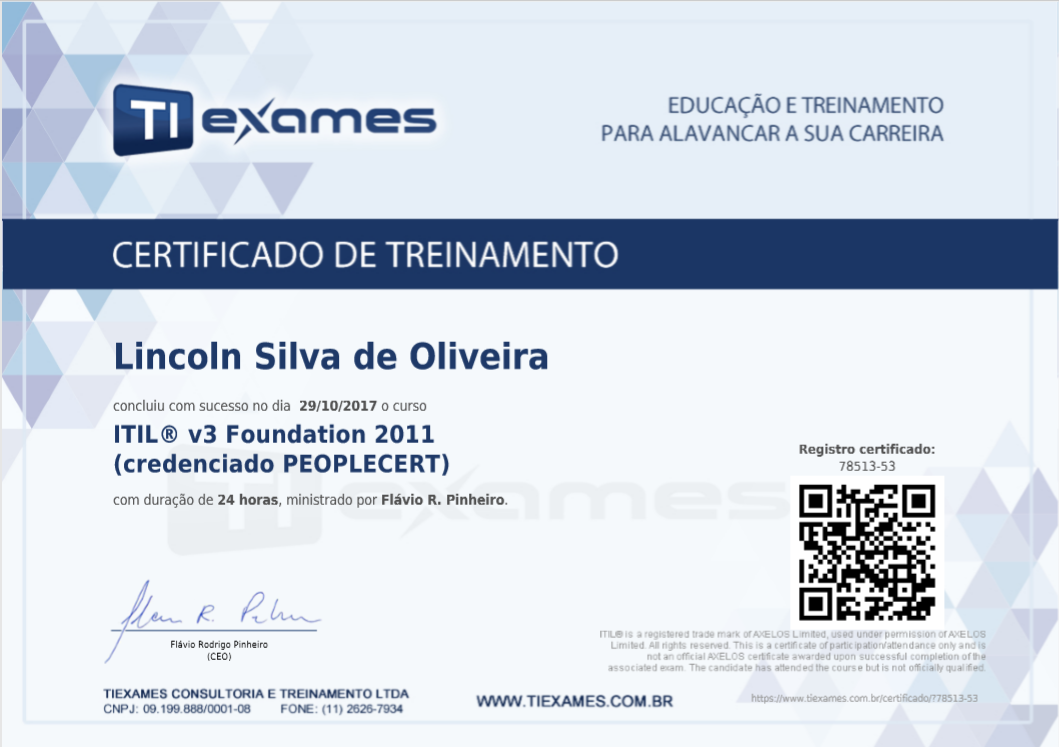 TI exames
EDUCAÇÃO E TREINAMENTO
PARA ALAVANCAR A SUA CARREIRA
CERTIFICADO DE TREINAMENTO
Lincoln Silva de Oliveira
concluiu com sucesso no dia 29/10/2017 o curso
ITIL® v3 Foundation 2011
(credenciado PEOPLECERT)
com duração de 24 horas, ministrado por Flávio R. Pinheiro.
TI exames
Registro certificado:
78513-53
Flávio Rodrigo Pinheiro
(CEO)
ITIL® is a registered trade mark of AXELOS Limited, used under permission of AXELOS
Limited. All rights reserved. This is a certificate of participation/attendance only and is
not an official AXELOS certificate awarded upon successful completion of the
associated exam. The candidate has attended the course but is not officially qualified.
TIEXAMES CONSULTORIA E TREINAMENTO LTDA
CNPJ: 09.199.888/0001-08 FONE: (11) 2626-7934
WWW.TIEXAMES.COM.BR
https://www.tiexames.com.br/certificado/?78513-53